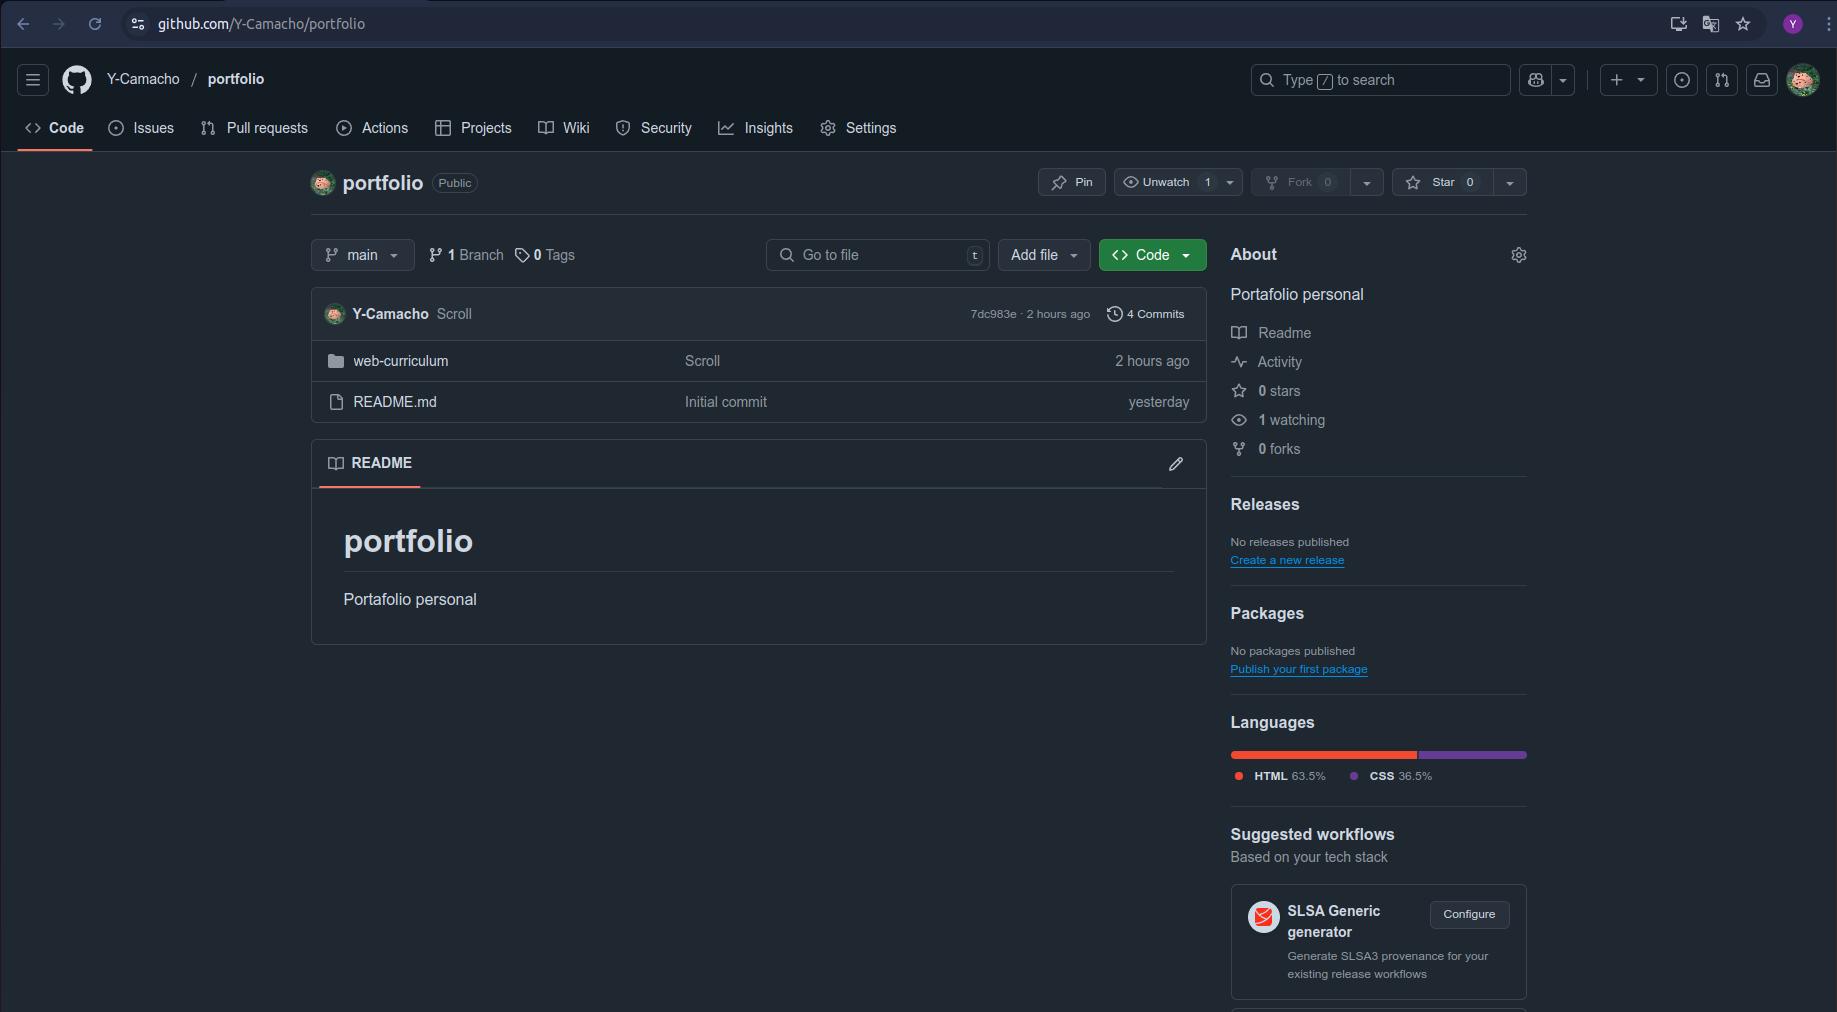 github.com/Y-Camacho/portfolio
Y
Y-Camacho / portfolio
Type / to search
Code Issues Pull requests Actions Projects Wiki Security Insights Settings
portfolio Public
Pin Unwatch 1 Fork 0 Star 0
main 1 Branch 0 Tags
Go to file t Add file Code
Y-Camacho Scroll 7dc983e · 2 hours ago 4 Commits
web-curriculum Scroll 2 hours ago
README.md Initial commit yesterday
README
portfolio
Portafolio personal
About
Portafolio personal
Readme
Activity
0 stars
1 watching
0 forks
Releases
No releases published
Create a new release
Packages
No packages published
Publish your first package
Languages
HTML 63.5% CSS 36.5%
Suggested workflows
Based on your tech stack
SLSA Generic
generator
Configure
Generate SLSA3 provenance for your
existing release workflows